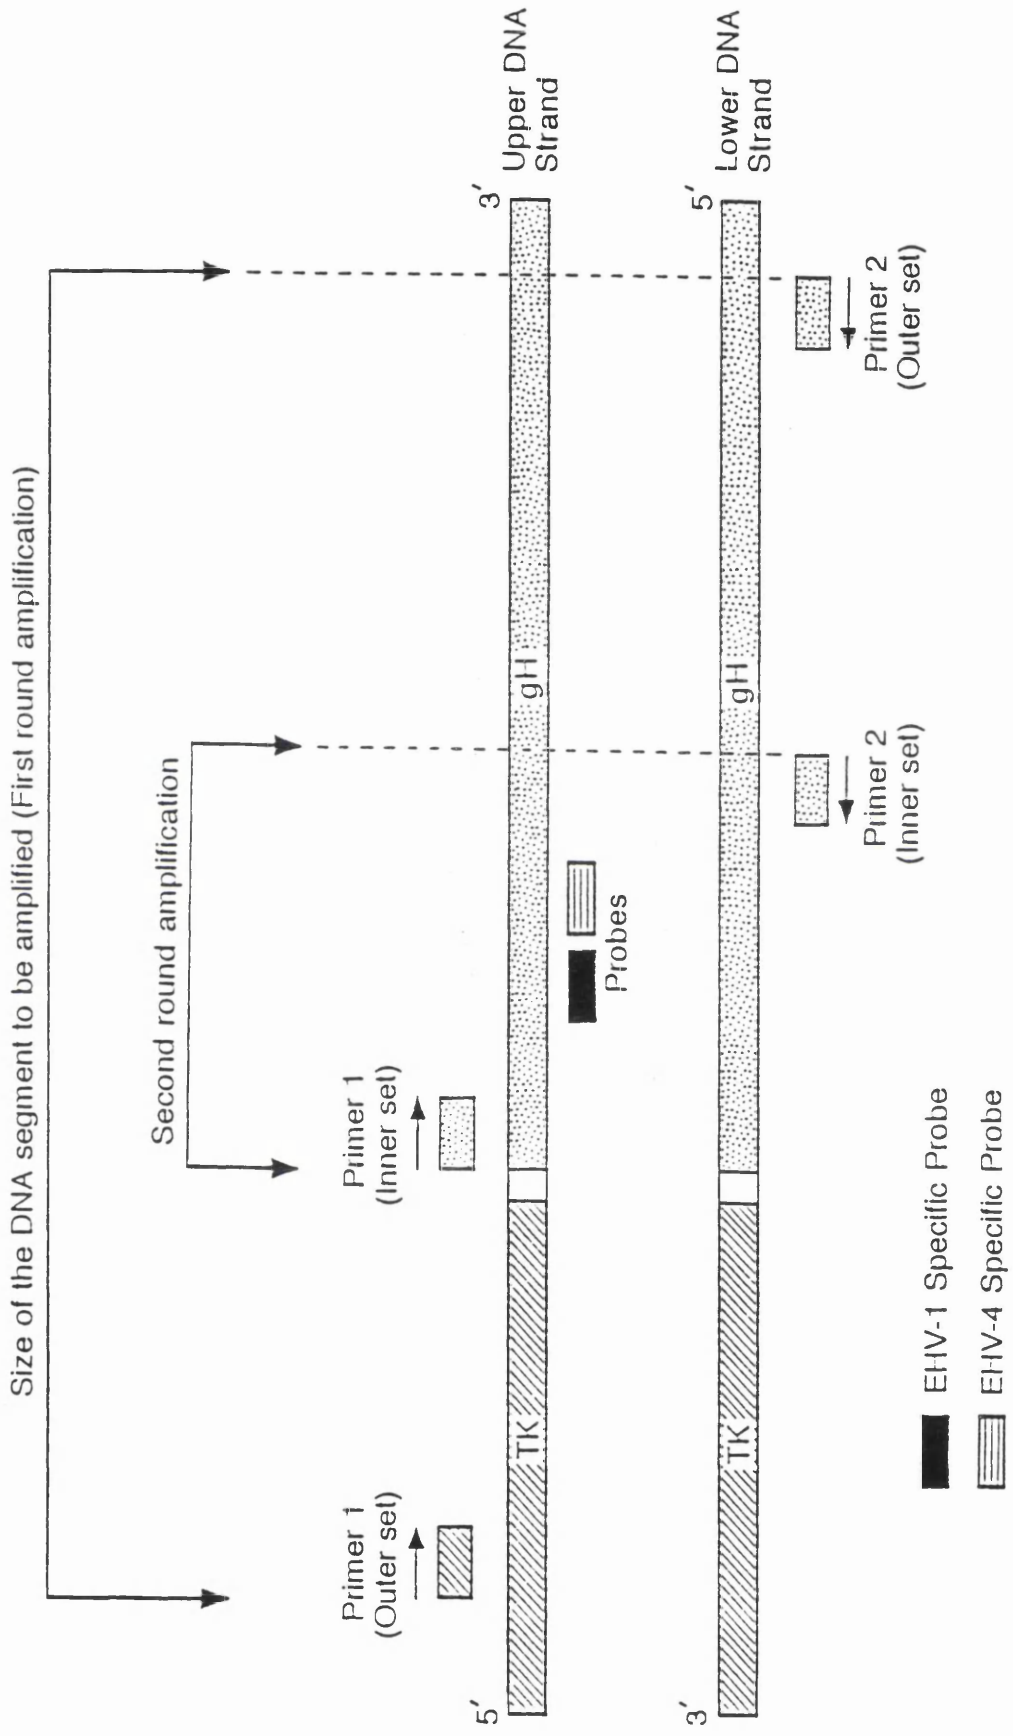 Size of the DNA segment to be amplified (First round amplification)
Second round amplification
Primer 1
(Outer set)
Primer 1
(Inner set)
5′
TK
gH
3′
Upper DNA
Strand
Probes
3′
TK
gH
5′
Lower DNA
Strand
Primer 2
(Inner set)
Primer 2
(Outer set)
EHV-1 Specific Probe
EHV-4 Specific Probe